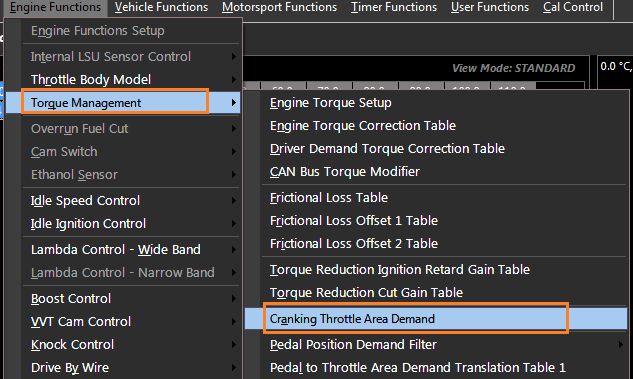 Engine Functions Vehicle Functions Motorsport Functions Timer Functions User Functions Cal Control
Engine Functions Setup
View Mode: STANDARD
0.0 °C,
Internal LSU Sensor Control
Throttle Body Model
Torque Management
Overrun Fuel Cut
Cam Switch
Ethanol Sensor
Idle Speed Control
Idle Ignition Control
Lambda Control - Wide Band
Lambda Control - Narrow Band
Boost Control
VVT Cam Control
Knock Control
Drive By Wire
Engine Torque Setup
Engine Torque Correction Table
Driver Demand Torque Correction Table
CAN Bus Torque Modifier
Frictional Loss Table
Frictional Loss Offset 1 Table
Frictional Loss Offset 2 Table
Torque Reduction Ignition Retard Gain Table
Torque Reduction Cut Gain Table
Cranking Throttle Area Demand
Pedal Position Demand Filter
Pedal to Throttle Area Demand Translation Table 1